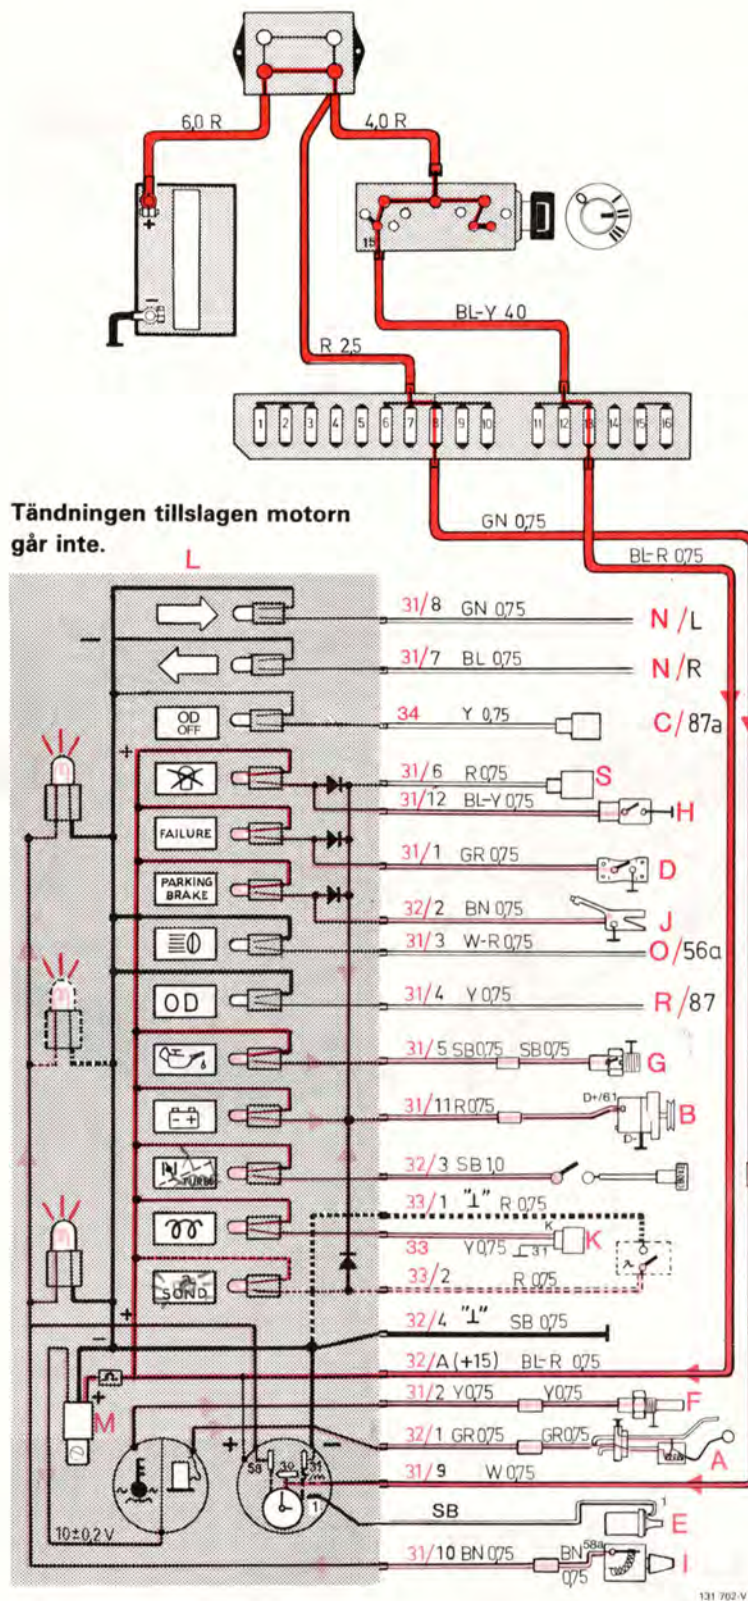 6,0 R
4,0 R
+
−
15
0 I II III
BL-Y 40
R 2,5
1 2 3 4 5 6 7 8 9 10 11 12 13 14 15 16
Tändningen tillslagen motorn
går inte.
GN 0,75
BL-R 0,75
L
31/8 GN 0,75 N/L
−
31/7 BL 0,75 N/R
OD
OFF
34 Y 0,75 C/87a
+
31/6 R 0,75 S
31/12 BL-Y 0,75 H
FAILURE
31/1 GR 0,75 D
PARKING
BRAKE
32/2 BN 0,75 J
31/3 W-R 0,75 O/56a
OD
31/4 Y 0,75 R/87
31/5 SB 0,75 SB 0,75 G
- +
31/11 R 0,75 D+/61 B
D-
TURBO
32/3 SB 1,0
33/1 "⊥" R 0,75
33 Y 0,75 31 K K
SOND
33/2 R 0,75
λ
+
−
32/4 "⊥" SB 0,75
32/A (+15) BL-R 0,75
+
M
31/2 Y 0,75 Y 0,75 F
32/1 GR 0,75 GR 0,75 A
+ −
58 30 31
31/9 W 0,75
1
SB 1 E
10±0,2 V
31/10 BN 0,75 BN 0,75 58a I
131 702-V